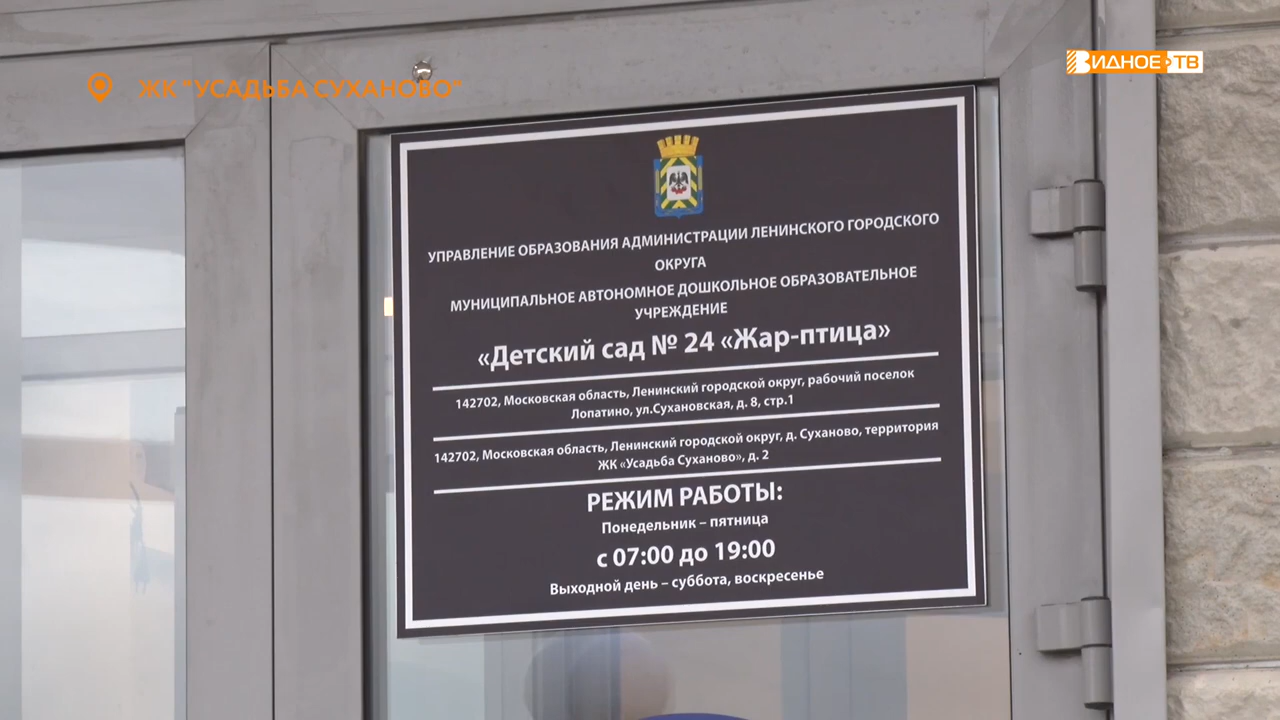 ЖК "УСАДЬБА СУХАНОВО"
ВИДНОЕ ТВ
УПРАВЛЕНИЕ ОБРАЗОВАНИЯ АДМИНИСТРАЦИИ ЛЕНИНСКОГО ГОРОДСКОГО
ОКРУГА
МУНИЦИПАЛЬНОЕ АВТОНОМНОЕ ДОШКОЛЬНОЕ ОБРАЗОВАТЕЛЬНОЕ
УЧРЕЖДЕНИЕ
«Детский сад № 24 «Жар-птица»
142702, Московская область, Ленинский городской округ, рабочий поселок
Лопатино, ул.Сухановская, д. 8, стр.1
142702, Московская область, Ленинский городской округ, д. Суханово, территория
ЖК «Усадьба Суханово», д. 2
РЕЖИМ РАБОТЫ:
Понедельник – пятница
с 07:00 до 19:00
Выходной день – суббота, воскресенье